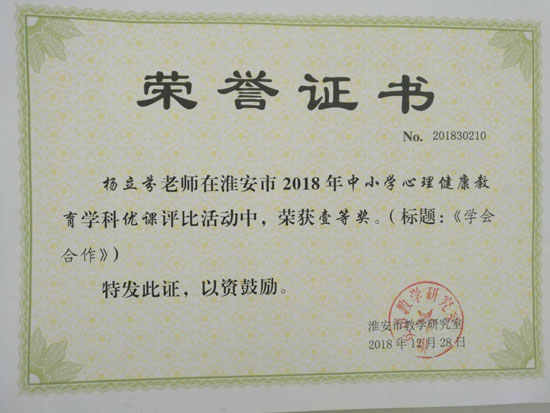 荣誉证书
No. 201830210
杨立芬老师在淮安市 2018 年中小学心理健康教
育学科优课评比活动中，荣获壹等奖。（标题：《学会
合作》）
特发此证，以资鼓励。
淮安市教学研究室
2018 年 12 月 28 日